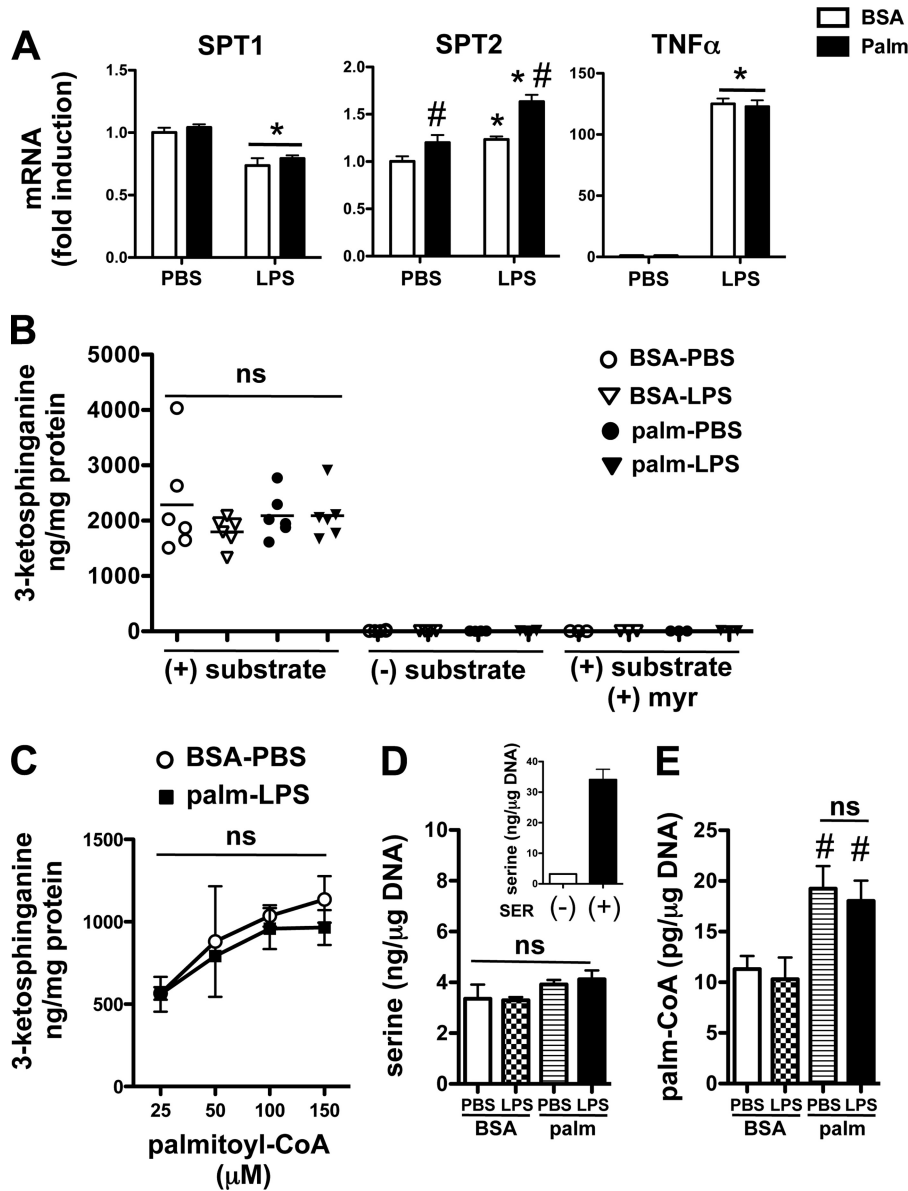 BSA
Palm
A
SPT1
SPT2
TNFα
mRNA
(fold induction)
1.5
1.0
0.5
0.0
PBS
LPS
*
2.0
1.5
1.0
0.5
0.0
PBS
LPS
#
*
* #
150
100
50
0
PBS
LPS
*
B
3-ketosphinganine
ng/mg protein
5000
4000
3000
2000
1000
0
ns
BSA-PBS
BSA-LPS
palm-PBS
palm-LPS
(+) substrate
(-) substrate
(+) substrate
(+) myr
C
BSA-PBS
palm-LPS
3-ketosphinganine
ng/mg protein
1500
1000
500
0
ns
25
50
100
150
palmitoyl-CoA
(μM)
D
serine (ng/μg DNA)
10
8
6
4
2
0
ns
PBS LPS
BSA
PBS LPS
palm
serine (ng/μg DNA)
40
30
20
10
0
SER (-) (+)
E
palm-CoA (pg/μg DNA)
25
20
15
10
5
0
ns
# #
PBS LPS
BSA
PBS LPS
palm